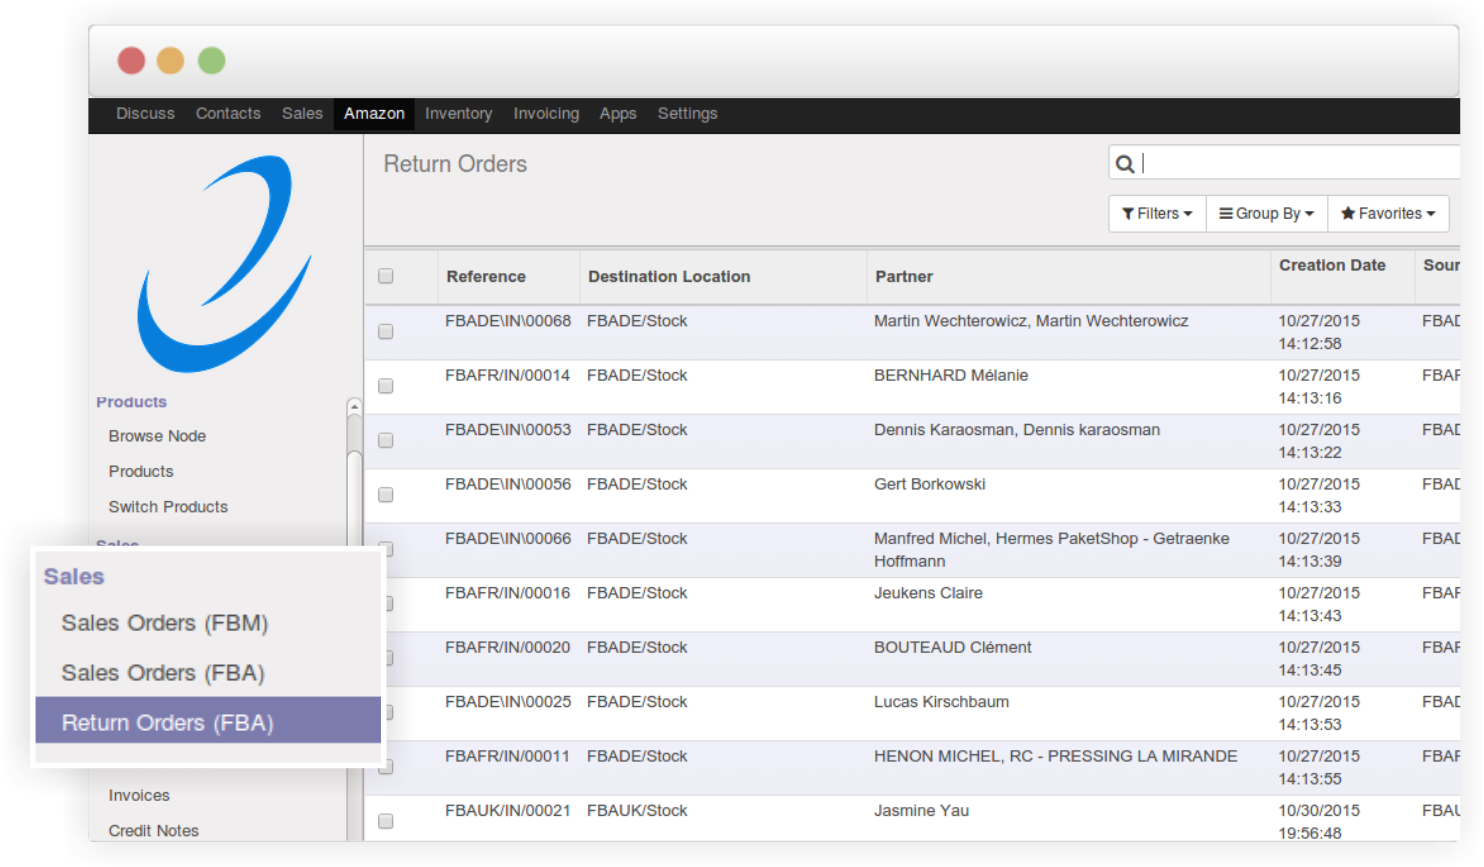 Discuss Contacts Sales Amazon Inventory Invoicing Apps Settings
Return Orders
Filters Group By Favorites
Reference Destination Location Partner Creation Date Sour
FBADE\IN\00068 FBADE/Stock Martin Wechterowicz, Martin Wechterowicz 10/27/2015 FBAD
14:12:58
FBAFR/IN/00014 FBADE/Stock BERNHARD Mélanie 10/27/2015 FBAF
14:13:16
FBADE\IN\00053 FBADE/Stock Dennis Karaosman, Dennis karaosman 10/27/2015 FBAD
14:13:22
FBADE\IN\00056 FBADE/Stock Gert Borkowski 10/27/2015 FBAD
14:13:33
FBADE\IN\00066 FBADE/Stock Manfred Michel, Hermes PaketShop - Getraenke 10/27/2015 FBAD
Hoffmann 14:13:39
FBAFR/IN/00016 FBADE/Stock Jeukens Claire 10/27/2015 FBAF
14:13:43
FBAFR/IN/00020 FBADE/Stock BOUTEAUD Clément 10/27/2015 FBAF
14:13:45
FBADE\IN\00025 FBADE/Stock Lucas Kirschbaum 10/27/2015 FBAD
14:13:53
FBAFR/IN/00011 FBADE/Stock HENON MICHEL, RC - PRESSING LA MIRANDE 10/27/2015 FBAF
14:13:55
FBAUK/IN/00021 FBAUK/Stock Jasmine Yau 10/30/2015 FBAU
19:56:48
Products
Browse Node
Products
Switch Products
Sales
Sales
Sales Orders (FBM)
Sales Orders (FBA)
Return Orders (FBA)
Invoices
Credit Notes